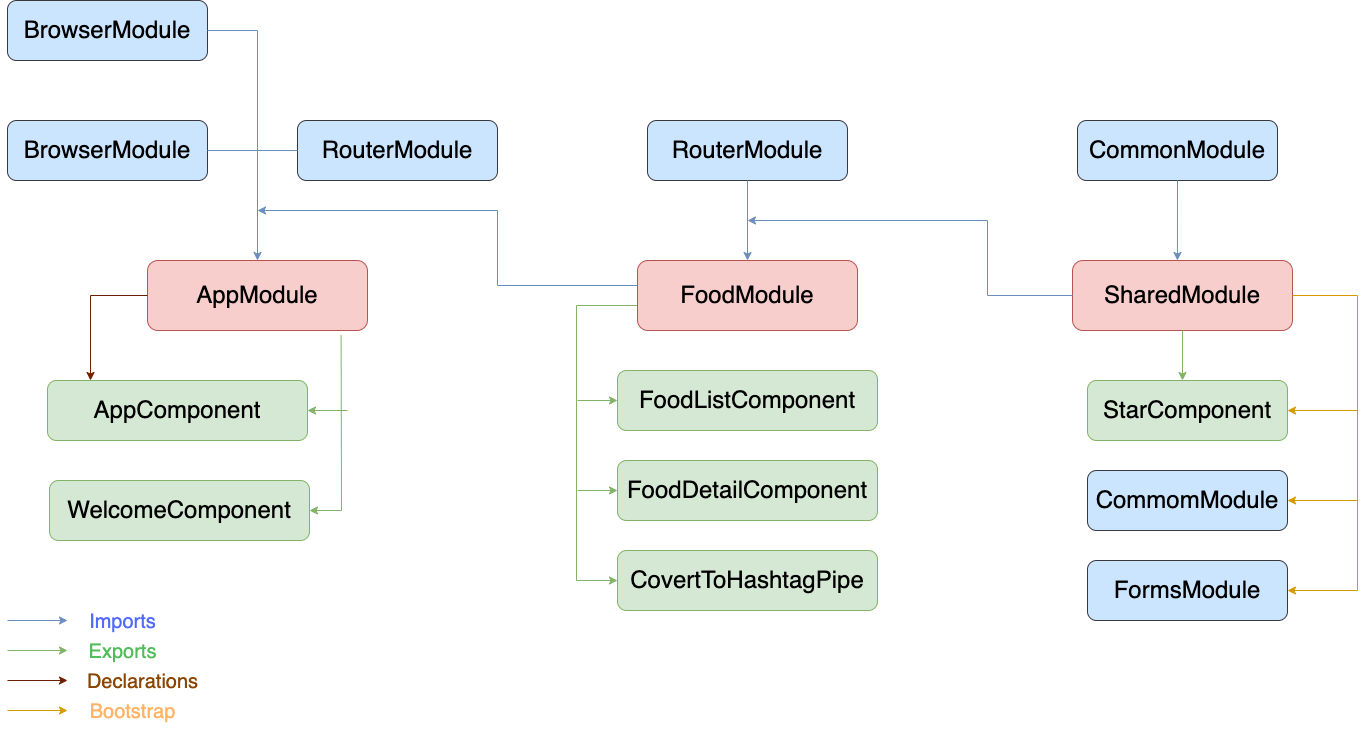 BrowserModule
BrowserModule
RouterModule
RouterModule
CommonModule
AppModule
FoodModule
SharedModule
AppComponent
FoodListComponent
StarComponent
WelcomeComponent
FoodDetailComponent
CommomModule
CovertToHashtagPipe
FormsModule
Imports
Exports
Declarations
Bootstrap